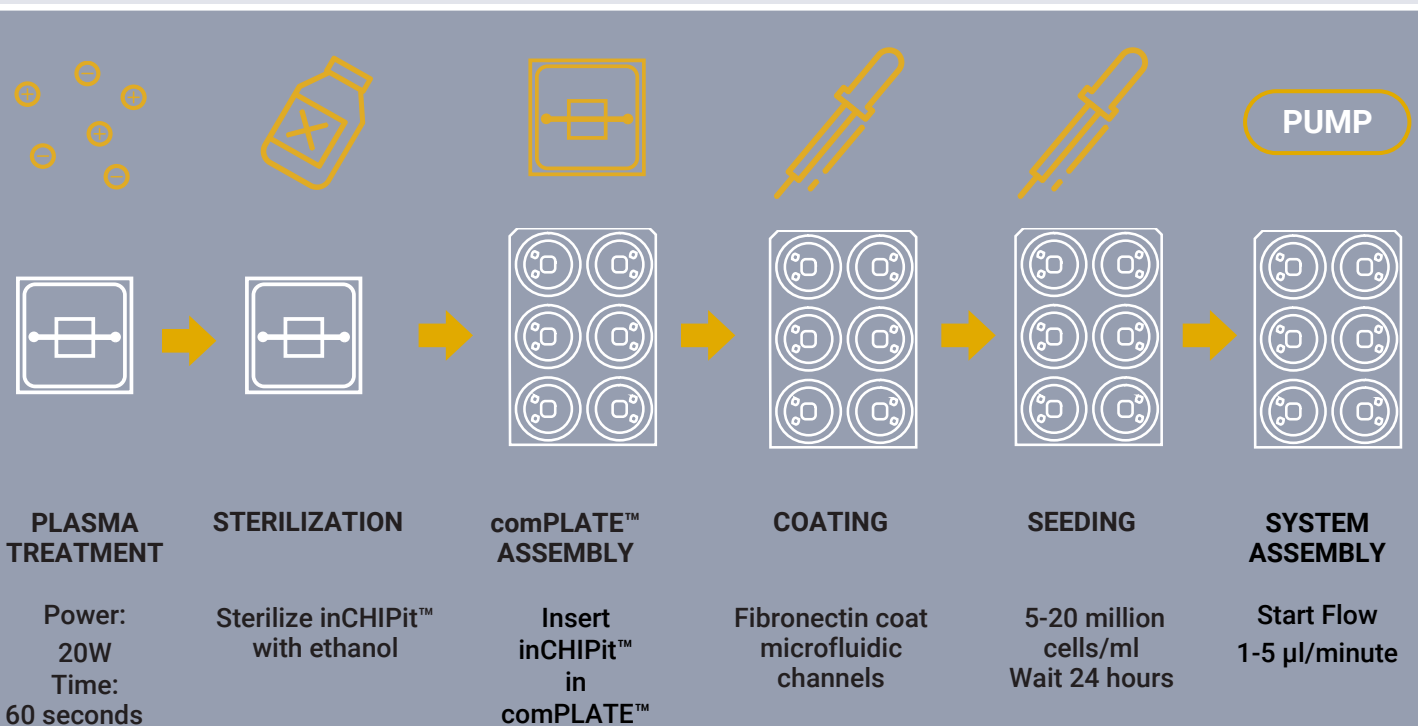 PUMP
PLASMA
TREATMENT
Power:
20W
Time:
60 seconds
STERILIZATION
Sterilize inCHIPit™
with ethanol
comPLATE™
ASSEMBLY
Insert
inCHIPit™
in
comPLATE™
COATING
Fibronectin coat
microfluidic
channels
SEEDING
5-20 million
cells/ml
Wait 24 hours
SYSTEM
ASSEMBLY
Start Flow
1-5 µl/minute